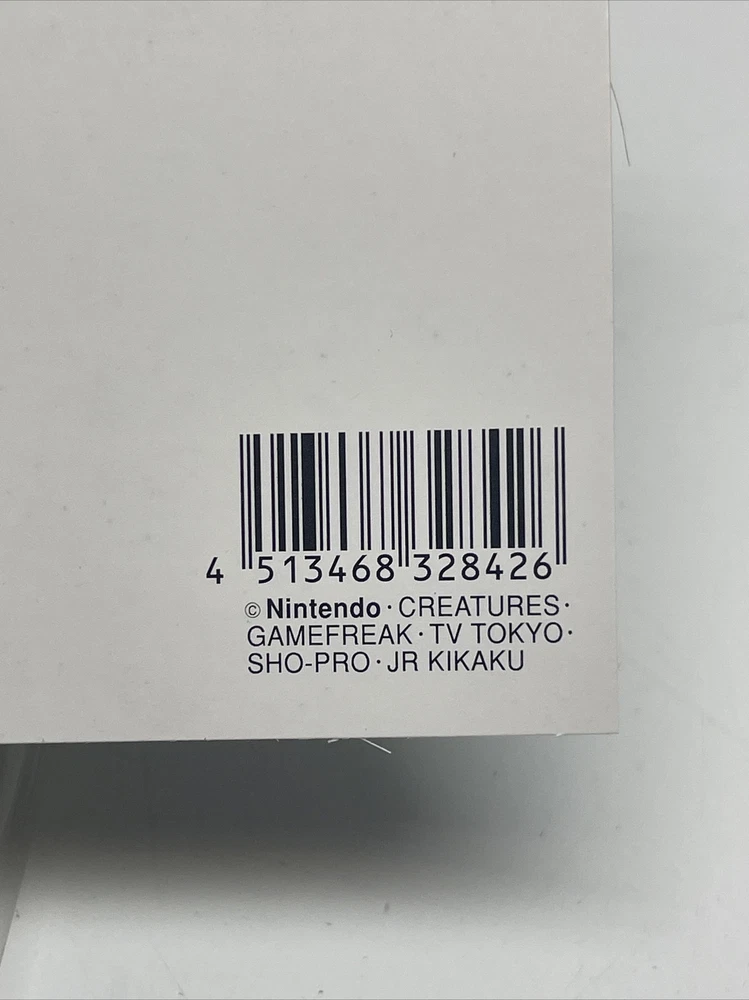 4 513468 328426
© Nintendo · CREATURES ·
GAMEFREAK · TV TOKYO ·
SHO-PRO · JR KIKAKU